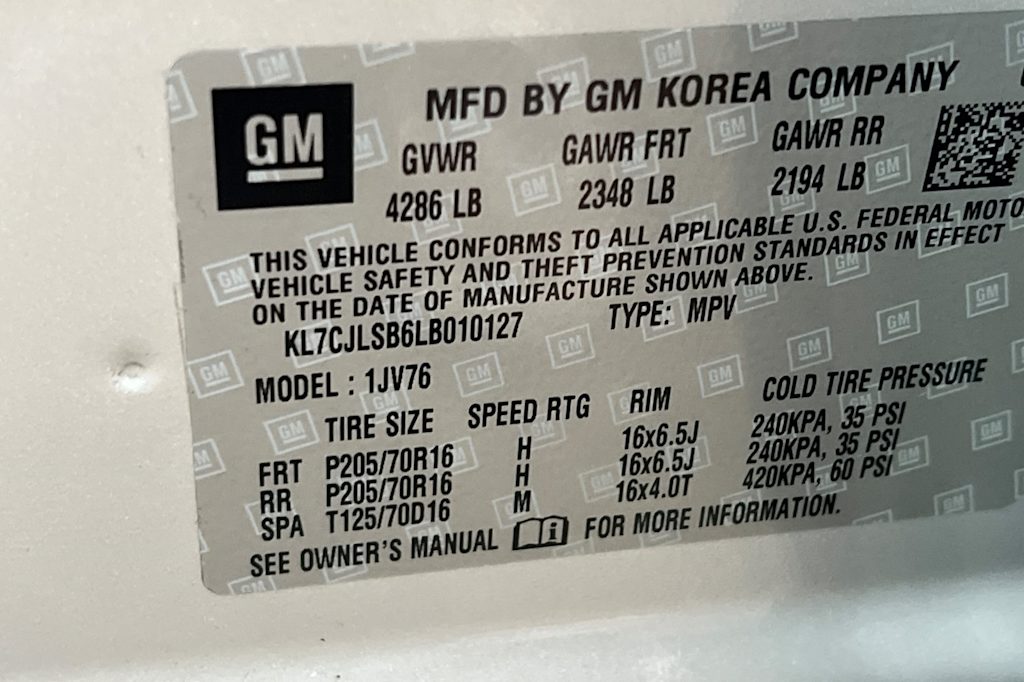 GM
MFD BY GM KOREA COMPANY
GVWR GAWR FRT GAWR RR
4286 LB 2348 LB 2194 LB
THIS VEHICLE CONFORMS TO ALL APPLICABLE U.S. FEDERAL MOTO
VEHICLE SAFETY AND THEFT PREVENTION STANDARDS IN EFFECT
ON THE DATE OF MANUFACTURE SHOWN ABOVE.
KL7CJLSB6LB010127 TYPE: MPV
MODEL : 1JV76
TIRE SIZE SPEED RTG RIM COLD TIRE PRESSURE
FRT P205/70R16 H 16x6.5J 240KPA, 35 PSI
RR P205/70R16 H 16x6.5J 240KPA, 35 PSI
SPA T125/70D16 M 16x4.0T 420KPA, 60 PSI
SEE OWNER'S MANUAL i FOR MORE INFORMATION.